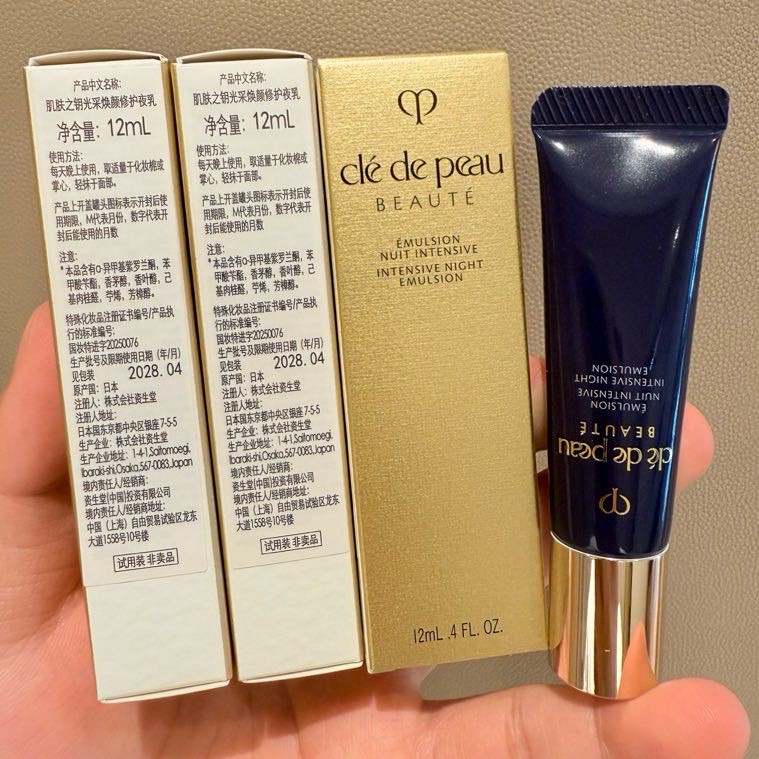 产品中文名称:
肌肤之钥光采焕颜修护夜乳
净含量: 12mL
使用方法:
每天晚上使用，取适量于化妆棉或
掌心，轻抹于面部。
产品上开盖罐头图标表示开封后使
用期限，M代表月份，数字代表开
封后能使用的月数
注意:
*本品含有α-异甲基紫罗兰酮，苯
甲酸苄酯，香茅醇，香叶醇，己
基肉桂醛，苧烯，芳樟醇。
特殊化妆品注册证书编号/产品执
行的标准编号:
国妆特进字20250076
生产批号及限期使用日期（年/月）
见包装 2028.04
原产国: 日本
注册人: 株式会社资生堂
注册人地址:
日本国东京都中央区银座7-5-5
生产企业: 株式会社资生堂
生产企业地址: 1-4-1,Saitomoegi,
Ibaraki-shi,Osaka,567-0083,Japan
境内责任人/经销商:
资生堂(中国)投资有限公司
境内责任人/经销商地址:
中国（上海）自由贸易试验区龙东
大道1558号10号楼
试用装 非卖品
产品中文名称:
肌肤之钥光采焕颜修护夜乳
净含量: 12mL
使用方法:
每天晚上使用，取适量于化妆棉或
掌心，轻抹于面部。
产品上开盖罐头图标表示开封后使
用期限，M代表月份，数字代表开
封后能使用的月数
注意:
*本品含有α-异甲基紫罗兰酮，苯
甲酸苄酯，香茅醇，香叶醇，己
基肉桂醛，苧烯，芳樟醇。
特殊化妆品注册证书编号/产品执
行的标准编号:
国妆特进字20250076
生产批号及限期使用日期（年/月）
见包装 2028.04
原产国: 日本
注册人: 株式会社资生堂
注册人地址:
日本国东京都中央区银座7-5-5
生产企业: 株式会社资生堂
生产企业地址: 1-4-1,Saitomoegi,
Ibaraki-shi,Osaka,567-0083,Japan
境内责任人/经销商:
资生堂(中国)投资有限公司
境内责任人/经销商地址:
中国（上海）自由贸易试验区龙东
大道1558号10号楼
试用装 非卖品
clé de peau
BEAUTÉ
ÉMULSION
NUIT INTENSIVE
INTENSIVE NIGHT
EMULSION
12mL .4 FL. OZ.
clé de peau
BEAUTÉ
ÉMULSION
NUIT INTENSIVE
INTENSIVE NIGHT
EMULSION